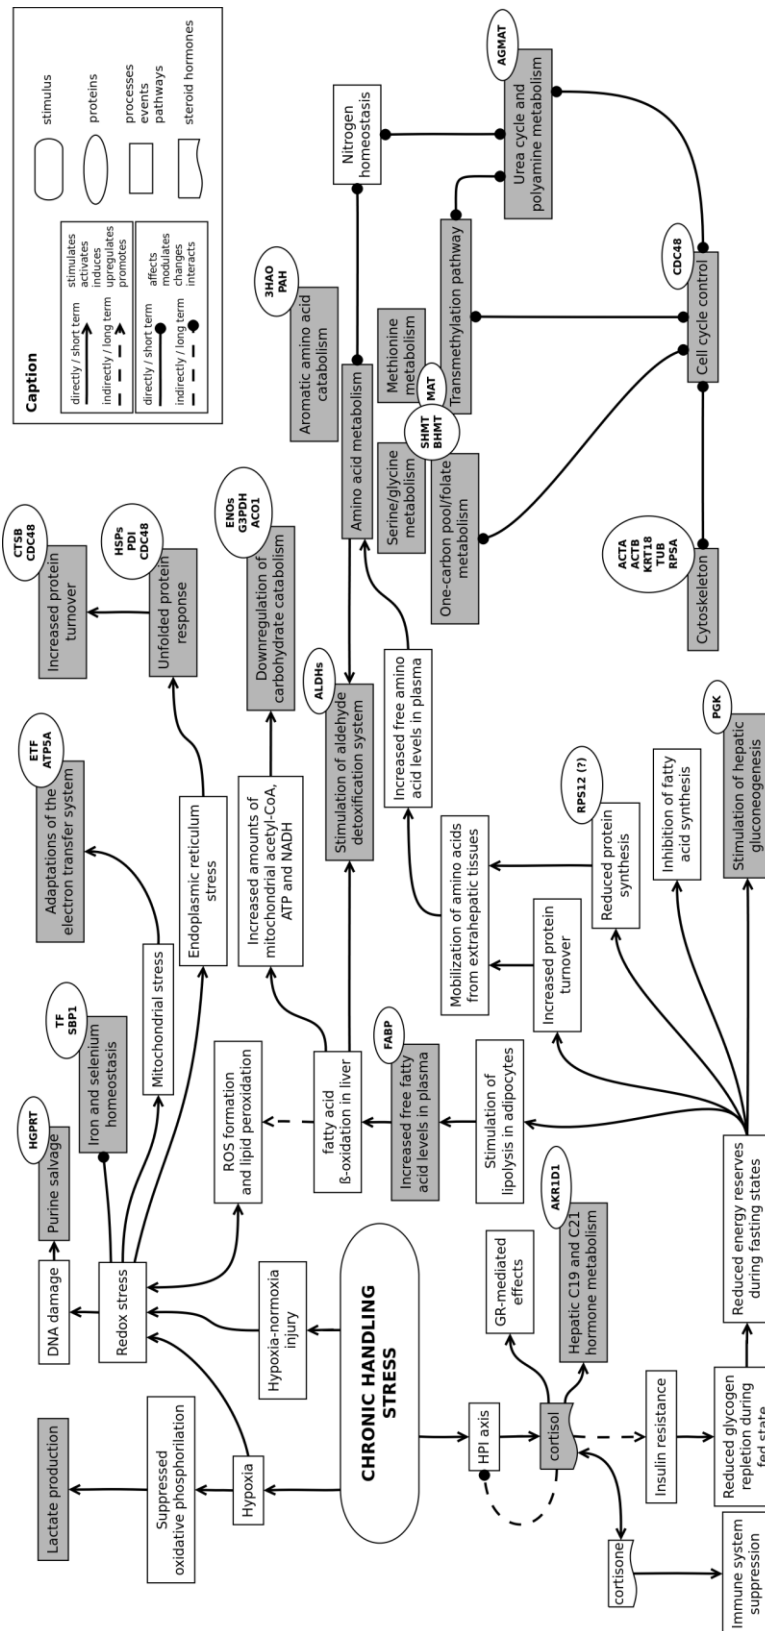 Caption
directly / short term
stimulates
activates
induces
upregulates
promotes
indirectly / long term
directly / short term
affects
modulates
changes
interacts
indirectly / long term
stimulus
proteins
processes
events
pathways
steroid hormones
Lactate production
Suppressed
oxidative phosphorilation
Hypoxia
DNA damage
Purine salvage
HGPRT
Redox stress
Iron and selenium
homeostasis
TF
SBP1
Mitochondrial stress
Adaptations of the
electron transfer system
ETF
ATP5A
Endoplasmic reticulum
stress
Unfolded protein
response
HSPs
PDI
CDC48
Increased protein
turnover
CTSB
CDC48
Hypoxia-normoxia
injury
ROS formation
and lipid peroxidation
fatty acid
ß-oxidation in liver
Increased amounts of
mitochondrial acetyl-CoA,
ATP and NADH
Downregulation of
carbohydrate catabolism
ENOs
G3PDH
ACO1
Stimulation of aldehyde
detoxification system
ALDHs
Amino acid metabolism
Aromatic amino acid
catabolism
3HAO
PAH
Nitrogen
homeostasis
CHRONIC HANDLING
STRESS
Increased free fatty
acid levels in plasma
FABP
Increased free amino
acid levels in plasma
Serine/glycine
metabolism
Methionine
metabolism
SHMT
BHMT
MAT
One-carbon pool/folate
metabolism
Transmethylation pathway
Urea cycle and
polyamine metabolism
AGMAT
HPI axis
GR-mediated
effects
Stimulation of
lipolysis in adipocytes
Mobilization of amino acids
from extrahepatic tissues
cortisol
Hepatic C19 and C21
hormone metabolism
AKR1D1
Increased protein
turnover
Reduced protein
synthesis
RPS12 (?)
cortisone
Insulin resistance
Inhibition of fatty
acid synthesis
Cytoskeleton
ACTA
ACTB
KRT18
TUB
RPSA
Cell cycle control
CDC48
Immune system
suppression
Reduced glycogen
repletion during
fed state
Reduced energy reserves
during fasting states
Stimulation of hepatic
gluconeogenesis
PGK